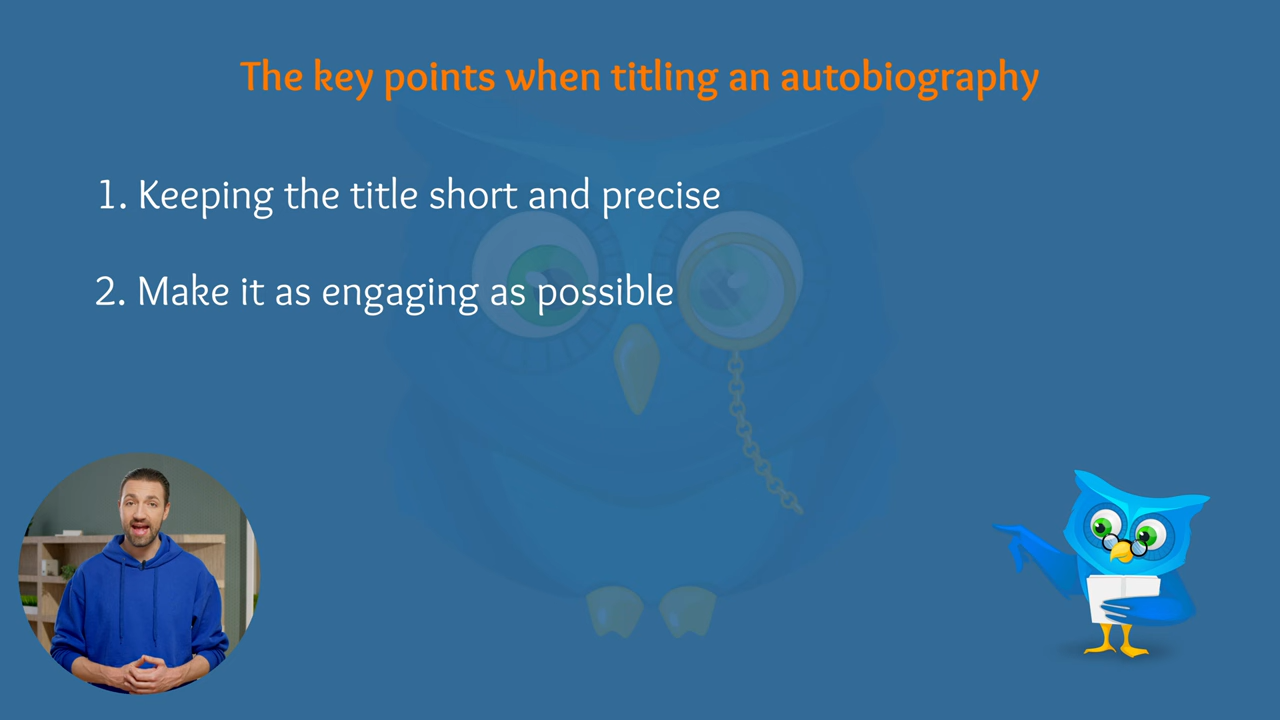 The key points when titling an autobiography
1. Keeping the title short and precise
2. Make it as engaging as possible